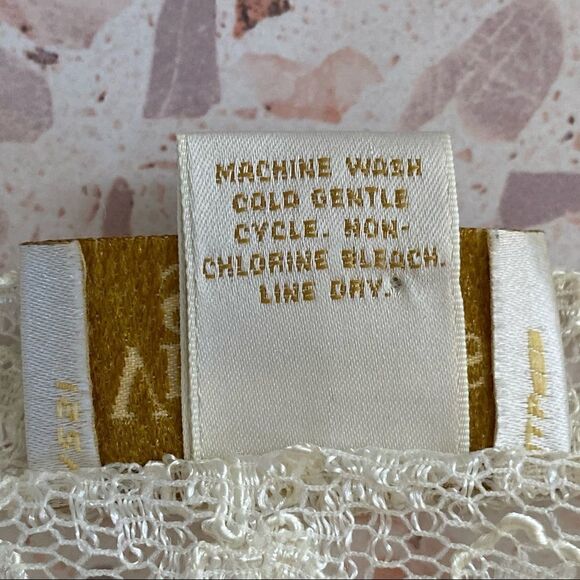 MACHINE WASH
COLD GENTLE
CYCLE. NON-
CHLORINE BLEACH.
LINE DRY.